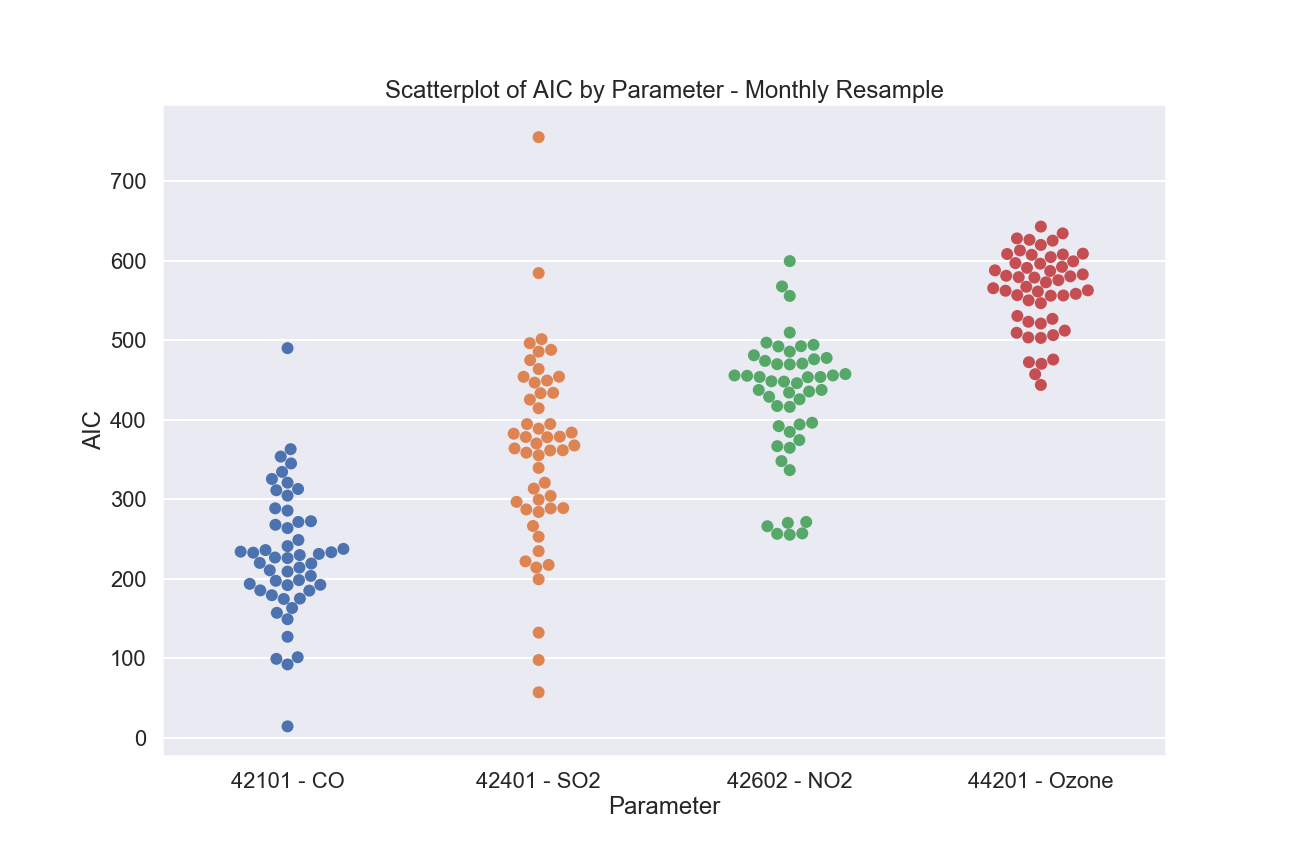 Scatterplot of AIC by Parameter - Monthly Resample
700
600
500
400
300
200
100
0
AIC
42101 - CO
42401 - SO2
42602 - NO2
44201 - Ozone
Parameter